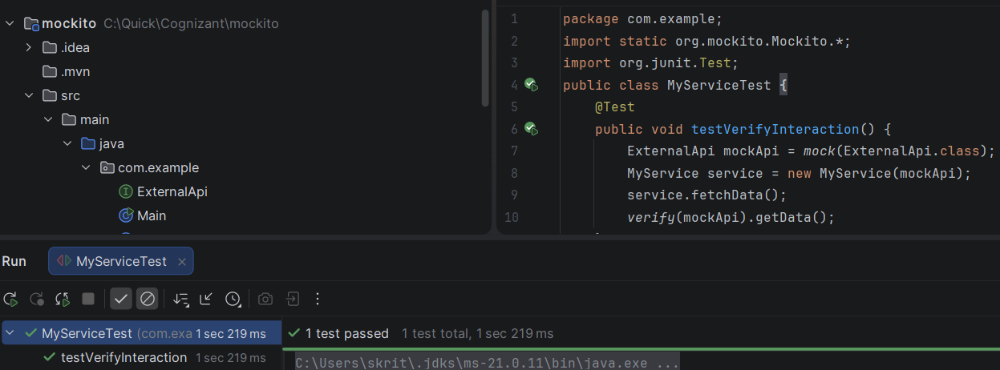 mockito C:\Quick\Cognizant\mockito
.idea
.mvn
src
main
java
com.example
ExternalApi
Main
1 package com.example;
2 import static org.mockito.Mockito.*;
3 import org.junit.Test;
4 public class MyServiceTest {
5 @Test
6 public void testVerifyInteraction() {
7 ExternalApi mockApi = mock(ExternalApi.class);
8 MyService service = new MyService(mockApi);
9 service.fetchData();
10 verify(mockApi).getData();
Run MyServiceTest
MyServiceTest (com.exa 1 sec 219 ms
testVerifyInteraction 1 sec 219 ms
1 test passed 1 test total, 1 sec 219 ms
C:\Users\skrit\.jdks\ms-21.0.11\bin\java.exe ...